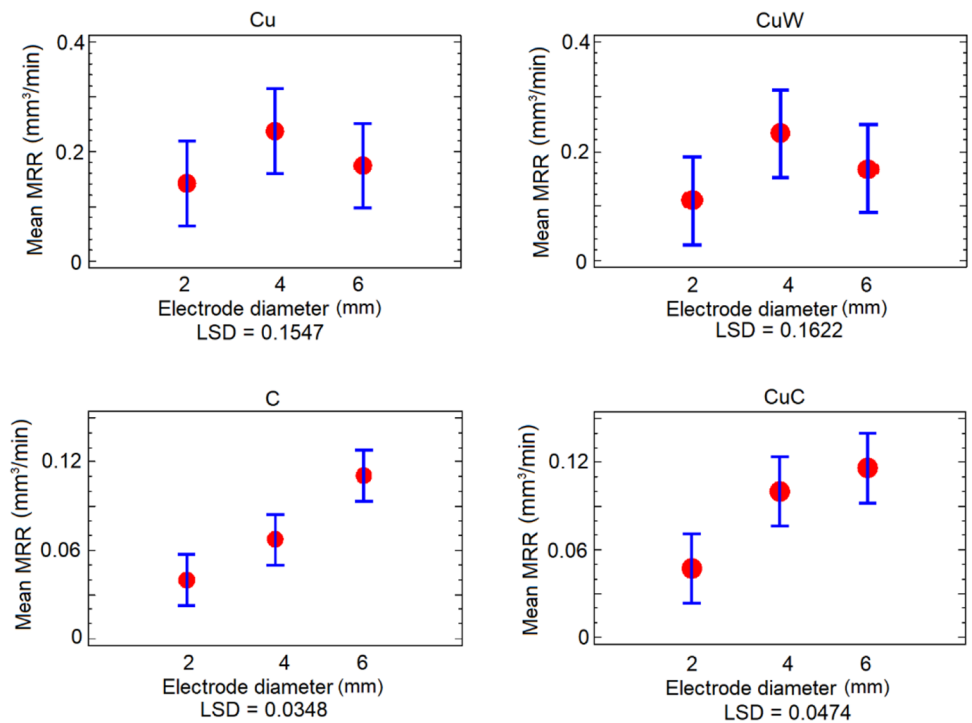 Cu
Mean MRR (mm³/min)
0.4
0.2
0
2 4 6
Electrode diameter (mm)
LSD = 0.1547
CuW
Mean MRR (mm³/min)
0.4
0.2
0
2 4 6
Electrode diameter (mm)
LSD = 0.1622
C
Mean MRR (mm³/min)
0.12
0.06
0
2 4 6
Electrode diameter (mm)
LSD = 0.0348
CuC
Mean MRR (mm³/min)
0.12
0.06
0
2 4 6
Electrode diameter (mm)
LSD = 0.0474